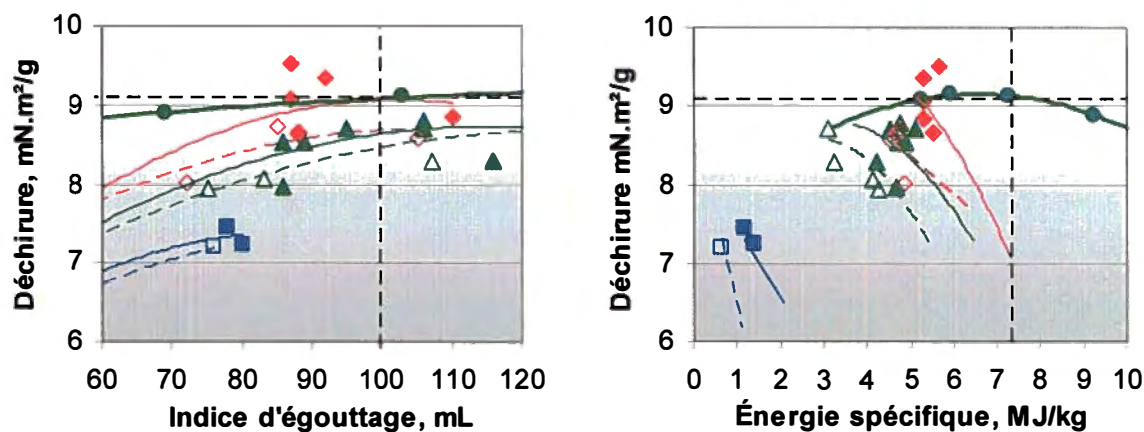 10
9
8
7
6
Déchirure, mN.m²/g
60 70 80 90 100 110 120
Indice d'égouttage, mL
10
9
8
7
6
Déchirure mN.m²/g
0 1 2 3 4 5 6 7 8 9 10
Énergie spécifique, MJ/kg